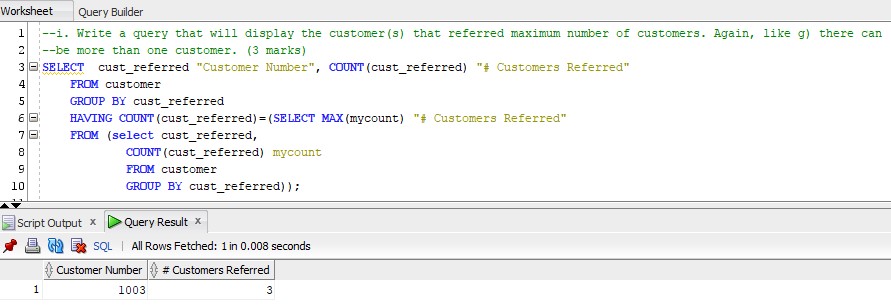 Worksheet Query Builder
1 --i. Write a query that will display the customer(s) that referred maximum number of customers. Again, like g) there can
2 --be more than one customer. (3 marks)
3 SELECT cust_referred "Customer Number", COUNT(cust_referred) "# Customers Referred"
4 FROM customer
5 GROUP BY cust_referred
6 HAVING COUNT(cust_referred)=(SELECT MAX(mycount) "# Customers Referred"
7 FROM (select cust_referred,
8 COUNT(cust_referred) mycount
9 FROM customer
10 GROUP BY cust_referred));
Script Output x Query Result x
SQL | All Rows Fetched: 1 in 0.008 seconds
Customer Number # Customers Referred
1 1003 3